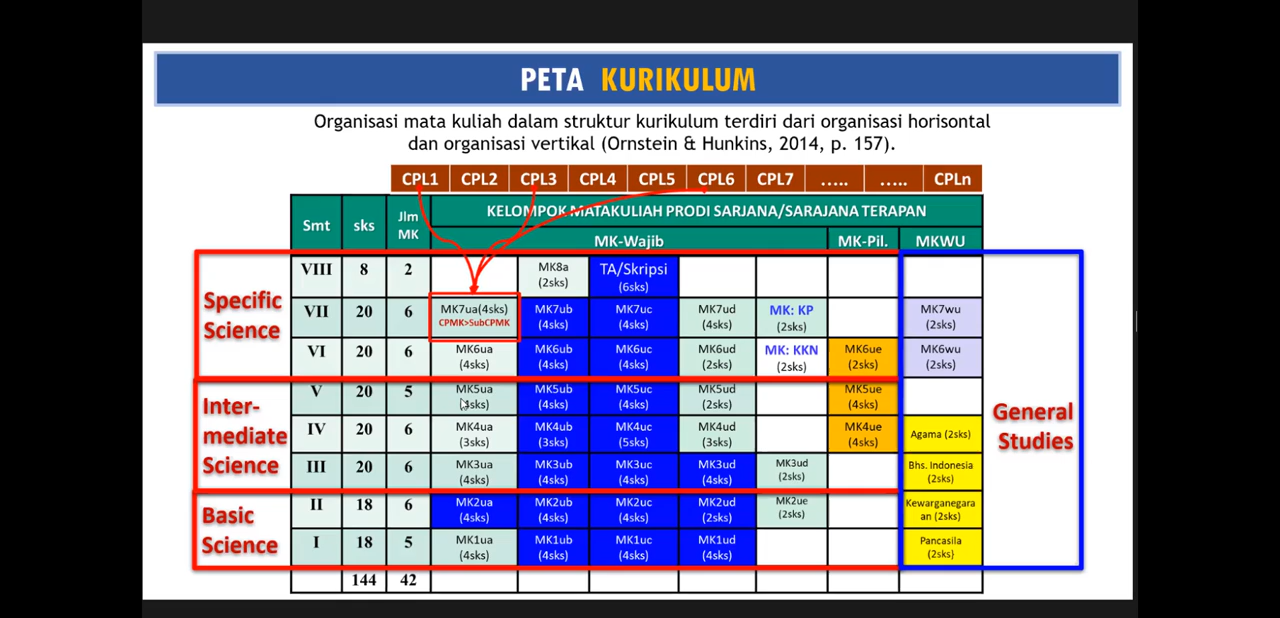 PETA KURIKULUM
Organisasi mata kuliah dalam struktur kurikulum terdiri dari organisasi horisontal
dan organisasi vertikal (Ornstein & Hunkins, 2014, p. 157).
CPL1 CPL2 CPL3 CPL4 CPL5 CPL6 CPL7 ..... ..... CPLn
Smt sks Jlm MK KELOMPOK MATAKULIAH PRODI SARJANA/SARAJANA TERAPAN
MK-Wajib MK-Pil. MKWU
Specific
Science
VIII 8 2 MK8a (2sks) TA/Skripsi (6sks)
VII 20 6 MK7ua(4sks) CPMK>SubCPMK MK7ub (4sks) MK7uc (4sks) MK7ud (4sks) MK: KP (2sks) MK7wu (2sks)
VI 20 6 MK6ua (4sks) MK6ub (4sks) MK6uc (4sks) MK6ud (2sks) MK: KKN (2sks) MK6ue (2sks) MK6wu (2sks)
Inter-
mediate
Science
V 20 5 MK5ua (3sks) MK5ub (4sks) MK5uc (4sks) MK5ud (2sks) MK5ue (4sks)
IV 20 6 MK4ua (3sks) MK4ub (3sks) MK4uc (5sks) MK4ud (3sks) MK4ue (4sks) Agama (2sks)
III 20 6 MK3ua (4sks) MK3ub (4sks) MK3uc (4sks) MK3ud (4sks) MK3ud (2sks) Bhs. Indonesia (2sks)
Basic
Science
II 18 6 MK2ua (4sks) MK2ub (4sks) MK2uc (4sks) MK2ud (2sks) MK2ue (2sks) Kewarganegara an (2sks)
I 18 5 MK1ua (4sks) MK1ub (4sks) MK1uc (4sks) MK1ud (4sks) Pancasila (2sks}
144 42
General
Studies